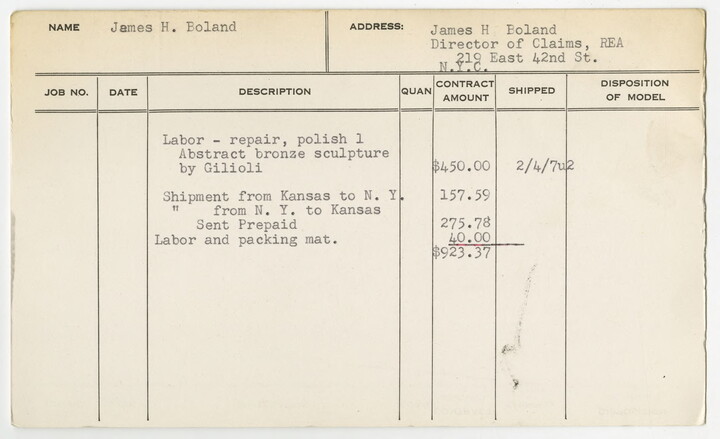 NAME James H. Boland ADDRESS: James H Boland
Director of Claims, REA
219 East 42nd St.
N.Y.C.
JOB NO. DATE DESCRIPTION QUAN CONTRACT AMOUNT SHIPPED DISPOSITION OF MODEL
Labor - repair, polish 1
Abstract bronze sculpture
by Gilioli $450.00 2/4/7u2
Shipment from Kansas to N. Y. 157.59
" from N. Y. to Kansas
Sent Prepaid 275.78
Labor and packing mat. 40.00
$923.37